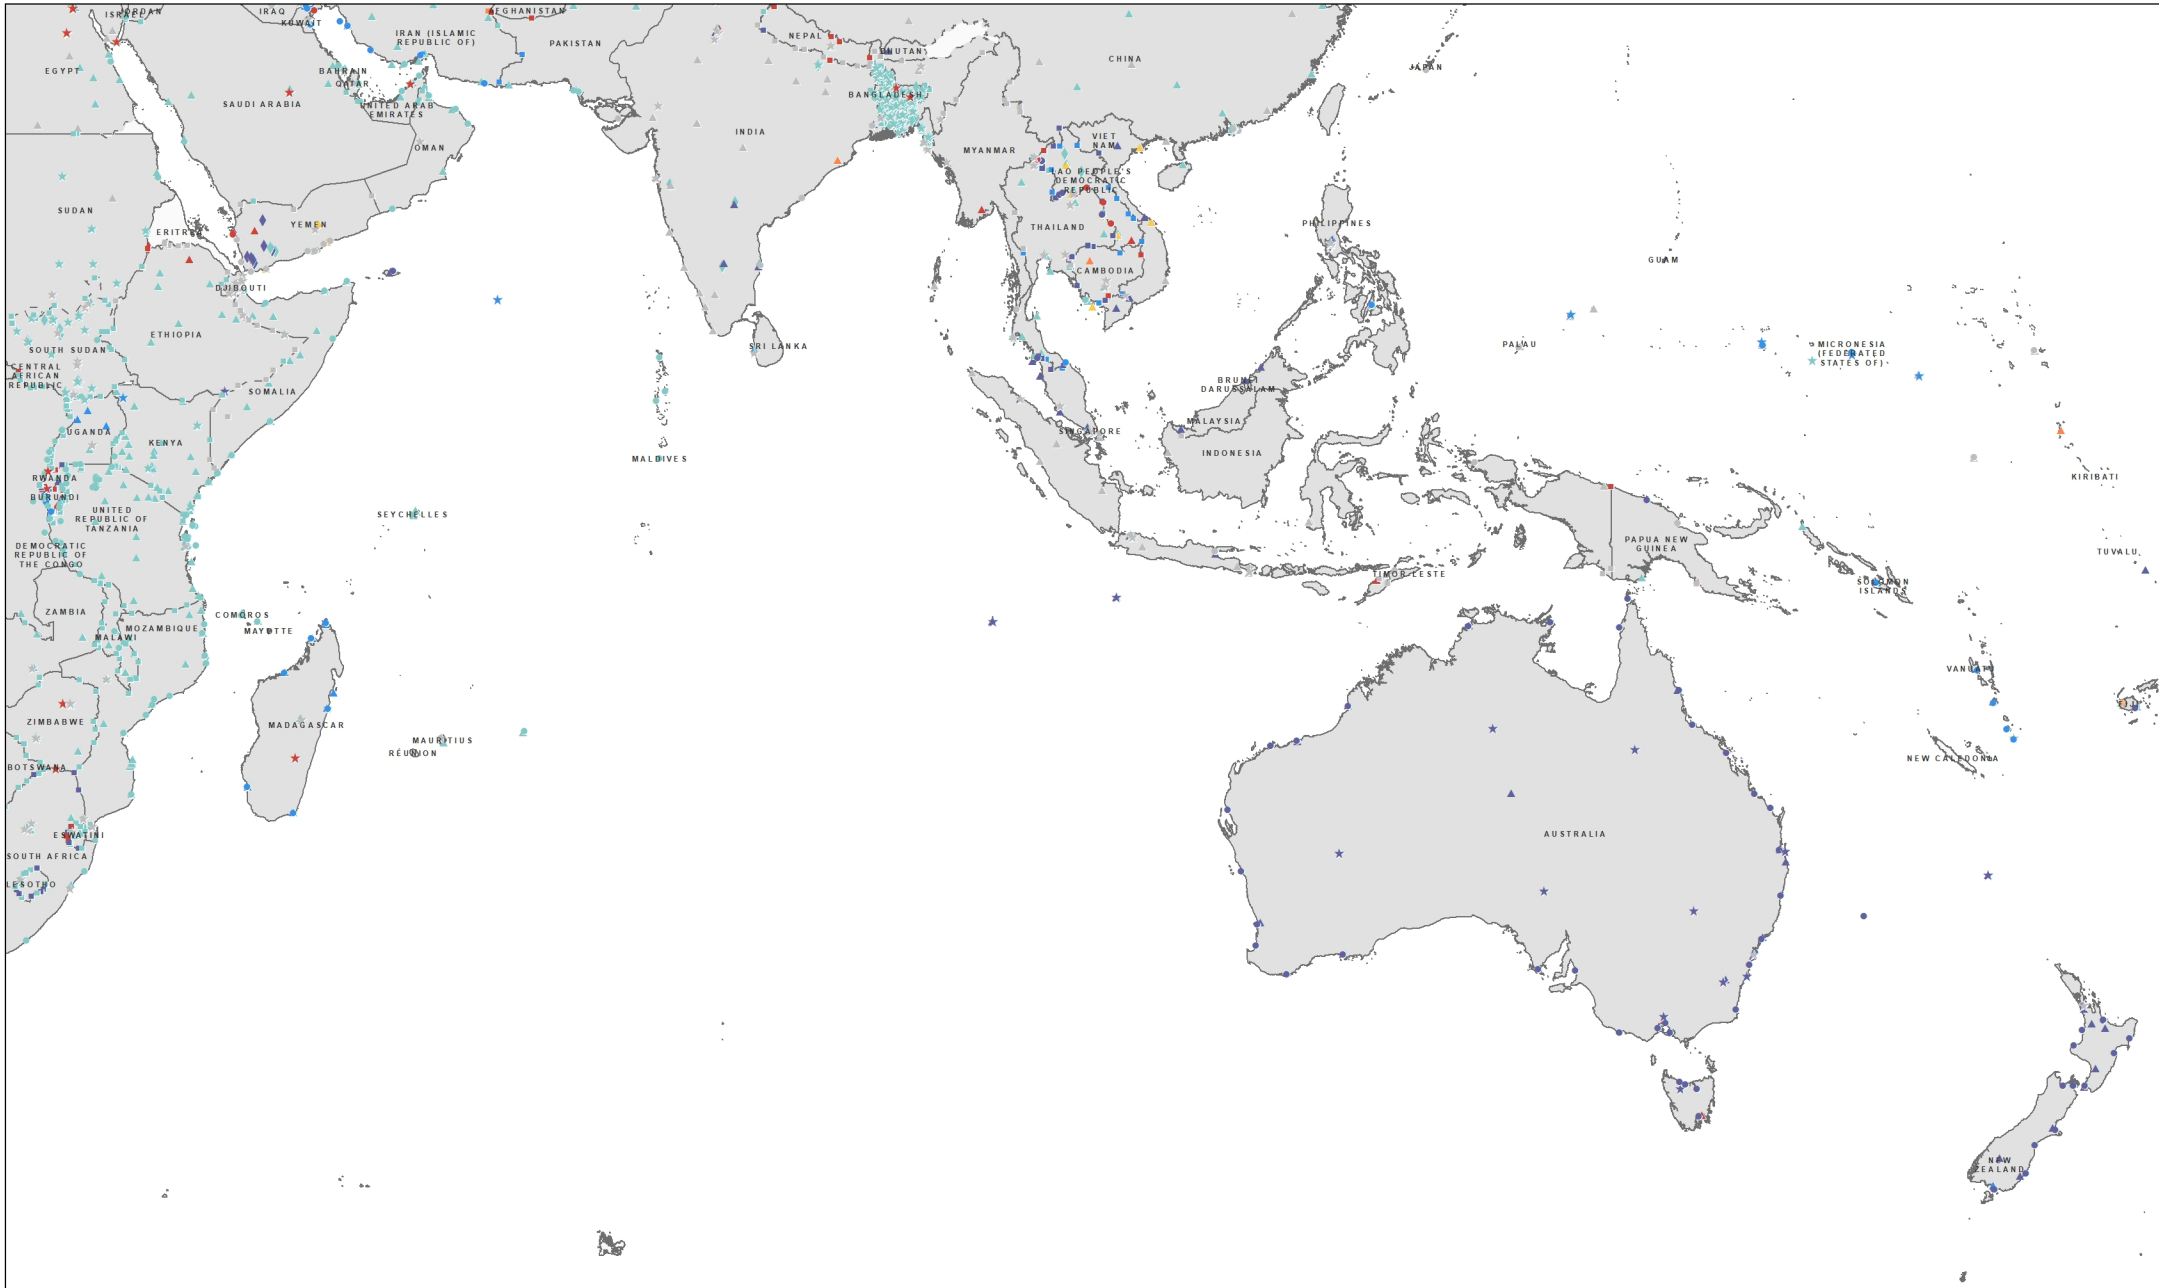 JORDAN
ISRAEL
IRAQ
KUWAIT
AFGHANISTAN
IRAN (ISLAMIC
REPUBLIC OF)
PAKISTAN
NEPAL
BHUTAN
CHINA
JAPAN
EGYPT
BAHRAIN
QATAR
SAUDI ARABIA
UNITED ARAB
EMIRATES
BANGLADESH
INDIA
OMAN
MYANMAR
VIET
NAM
LAO PEOPLE'S
DEMOCRATIC
REPUBLIC
SUDAN
ERITREA
YEMEN
THAILAND
PHILIPPINES
GUAM
CAMBODIA
DJIBOUTI
ETHIOPIA
SOUTH SUDAN
SRI LANKA
PALAU
MICRONESIA
(FEDERATED
STATES OF)
CENTRAL
AFRICAN
REPUBLIC
SOMALIA
BRUNEI
DARUSSALAM
MALAYSIA
UGANDA
KENYA
SINGAPORE
MALDIVES
INDONESIA
RWANDA
BURUNDI
KIRIBATI
UNITED
REPUBLIC OF
TANZANIA
SEYCHELLES
DEMOCRATIC
REPUBLIC OF
THE CONGO
PAPUA NEW
GUINEA
TUVALU
TIMOR-LESTE
SOLOMON
ISLANDS
ZAMBIA
COMOROS
MAYOTTE
MOZAMBIQUE
MALAWI
VANUATU
ZIMBABWE
MADAGASCAR
MAURITIUS
RÉUNION
NEW CALEDONIA
BOTSWANA
ESWATINI
AUSTRALIA
SOUTH AFRICA
LESOTHO
NEW
ZEALAND